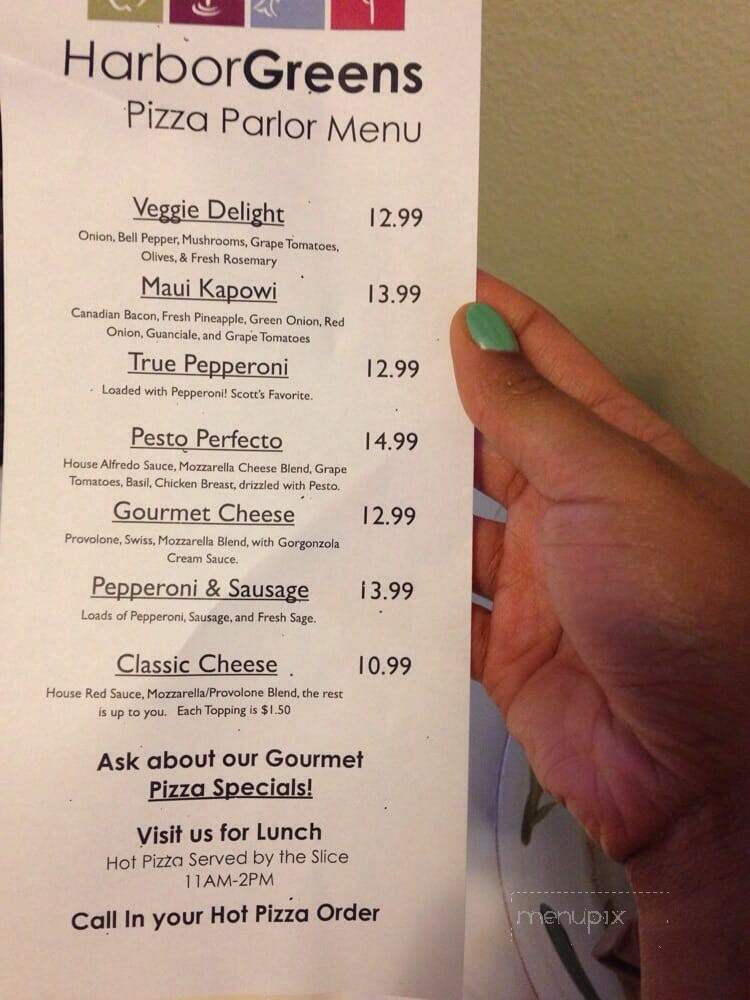 HarborGreens
Pizza Parlor Menu
Veggie Delight 12.99
Onion, Bell Pepper, Mushrooms, Grape Tomatoes,
Olives, & Fresh Rosemary
Maui Kapowi 13.99
Canadian Bacon, Fresh Pineapple, Green Onion, Red
Onion, Guanciale, and Grape Tomatoes
True Pepperoni 12.99
Loaded with Pepperoni! Scott's Favorite.
Pesto Perfecto 14.99
House Alfredo Sauce, Mozzarella Cheese Blend, Grape
Tomatoes, Basil, Chicken Breast, drizzled with Pesto.
Gourmet Cheese 12.99
Provolone, Swiss, Mozzarella Blend, with Gorgonzola
Cream Sauce.
Pepperoni & Sausage 13.99
Loads of Pepperoni, Sausage, and Fresh Sage.
Classic Cheese 10.99
House Red Sauce, Mozzarella/Provolone Blend, the rest
is up to you. Each Topping is $1.50
Ask about our Gourmet
Pizza Specials!
Visit us for Lunch
Hot Pizza Served by the Slice
11AM-2PM
Call In your Hot Pizza Order
menupix